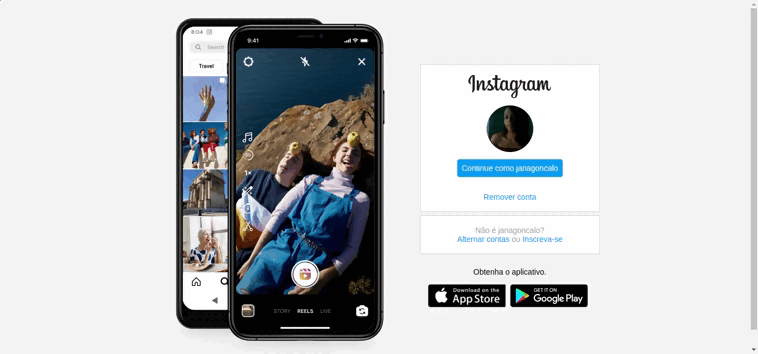 8:04
Search
Travel
9:41
1×
STORY REELS LIVE
Instagram
Continue como janagoncalo
Remover conta
Não é janagoncalo?
Alternar contas ou Inscreva-se
Obtenha o aplicativo.
Download on the
App Store
GET IT ON
Google Play